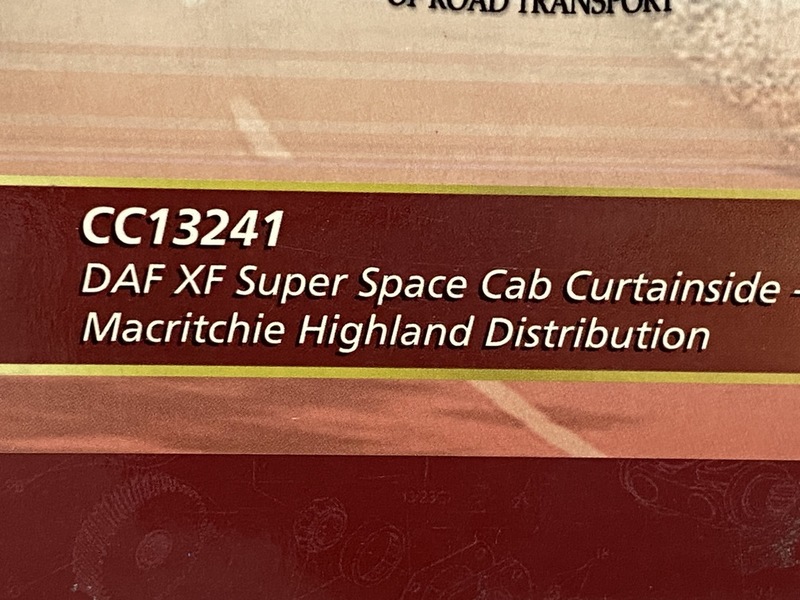 OF ROAD TRANSPORT
CC13241
DAF XF Super Space Cab Curtainside -
Macritchie Highland Distribution